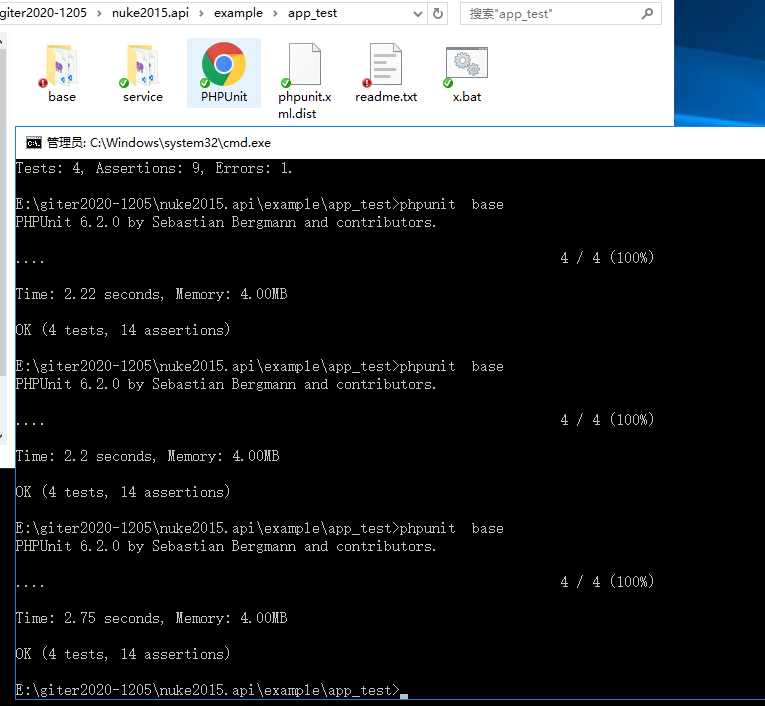 giter2020-1205 › nuke2015.api › example › app_test
搜索"app_test"
base
service
PHPUnit
phpunit.x
ml.dist
readme.txt
x.bat
管理员: C:\Windows\system32\cmd.exe
Tests: 4, Assertions: 9, Errors: 1.
E:\giter2020-1205\nuke2015.api\example\app_test>phpunit  base
PHPUnit 6.2.0 by Sebastian Bergmann and contributors.
.... 4 / 4 (100%)
Time: 2.22 seconds, Memory: 4.00MB
OK (4 tests, 14 assertions)
E:\giter2020-1205\nuke2015.api\example\app_test>phpunit  base
PHPUnit 6.2.0 by Sebastian Bergmann and contributors.
.... 4 / 4 (100%)
Time: 2.2 seconds, Memory: 4.00MB
OK (4 tests, 14 assertions)
E:\giter2020-1205\nuke2015.api\example\app_test>phpunit  base
PHPUnit 6.2.0 by Sebastian Bergmann and contributors.
.... 4 / 4 (100%)
Time: 2.75 seconds, Memory: 4.00MB
OK (4 tests, 14 assertions)
E:\giter2020-1205\nuke2015.api\example\app_test>